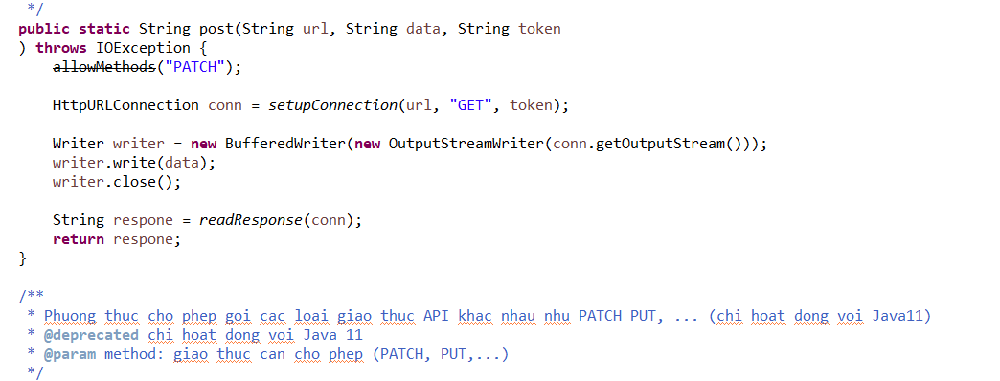 */
public static String post(String url, String data, String token
) throws IOException {
allowMethods("PATCH");
HttpURLConnection conn = setupConnection(url, "GET", token);
Writer writer = new BufferedWriter(new OutputStreamWriter(conn.getOutputStream()));
writer.write(data);
writer.close();
String respone = readResponse(conn);
return respone;
}
/**
* Phuong thuc cho phep goi cac loai giao thuc API khac nhau nhu PATCH PUT, ... (chi hoat dong voi Java11)
* @deprecated chi hoat dong voi Java 11
* @param method: giao thuc can cho phep (PATCH, PUT,...)
*/